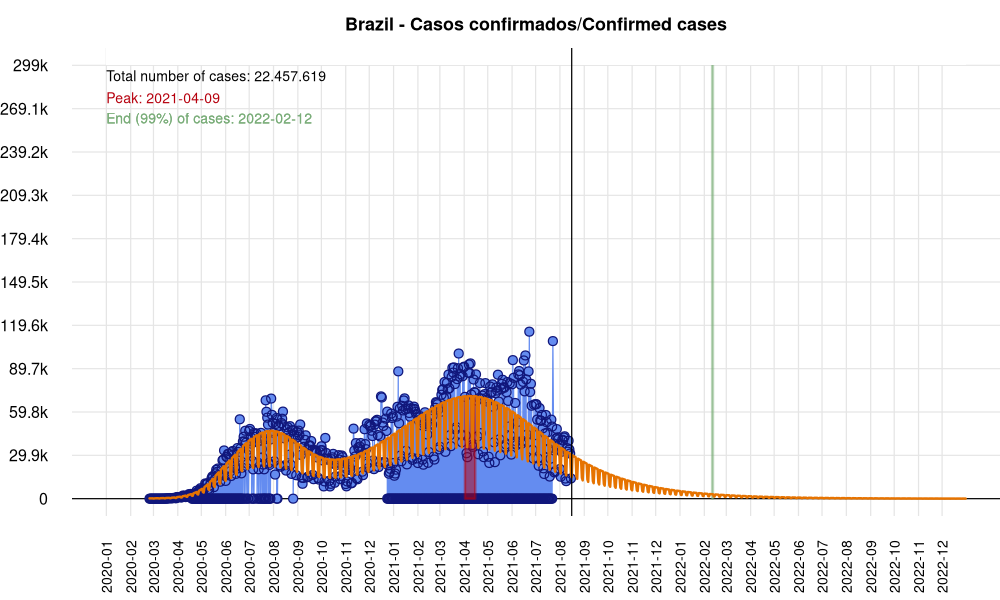 Brazil - Casos confirmados/Confirmed cases
299k
269.1k
239.2k
209.3k
179.4k
149.5k
119.6k
89.7k
59.8k
29.9k
0
Total number of cases: 22.457.619
Peak: 2021-04-09
End (99%) of cases: 2022-02-12
2020-01
2020-02
2020-03
2020-04
2020-05
2020-06
2020-07
2020-08
2020-09
2020-10
2020-11
2020-12
2021-01
2021-02
2021-03
2021-04
2021-05
2021-06
2021-07
2021-08
2021-09
2021-10
2021-11
2021-12
2022-01
2022-02
2022-03
2022-04
2022-05
2022-06
2022-07
2022-08
2022-09
2022-10
2022-11
2022-12